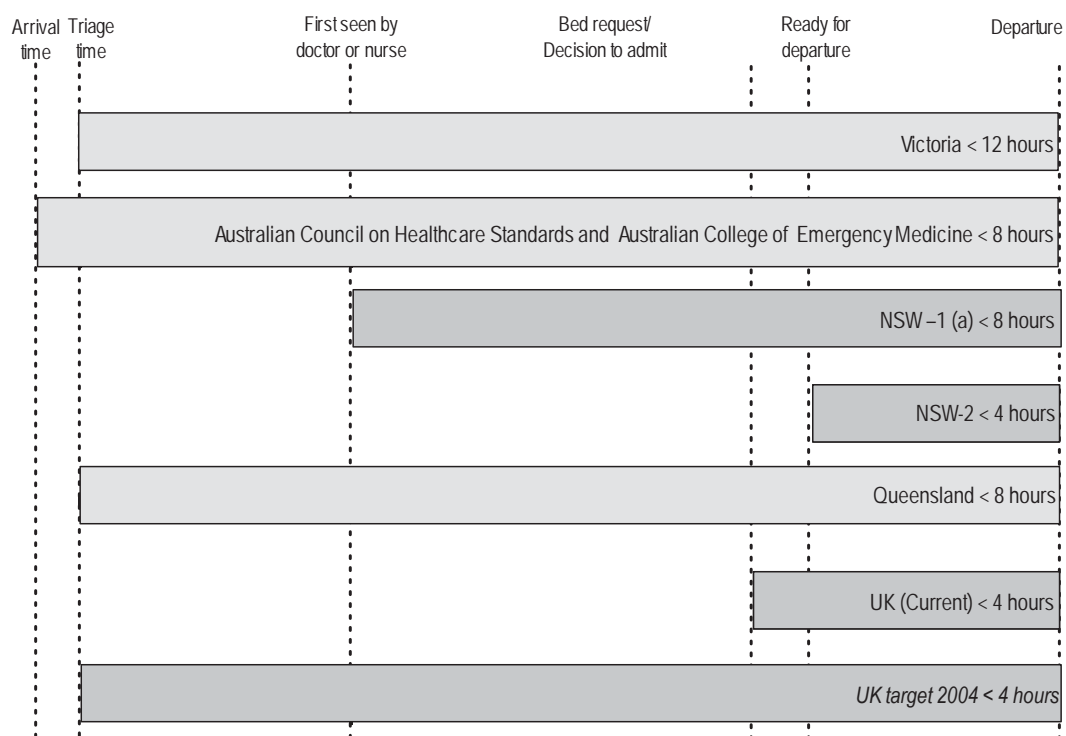 Arrival time
Triage time
First seen by
doctor or nurse
Bed request/
Decision to admit
Ready for
departure
Departure
Victoria < 12 hours
Australian Council on Healthcare Standards and Australian College of Emergency Medicine < 8 hours
NSW –1 (a) < 8 hours
NSW-2 < 4 hours
Queensland < 8 hours
UK (Current) < 4 hours
UK target 2004 < 4 hours